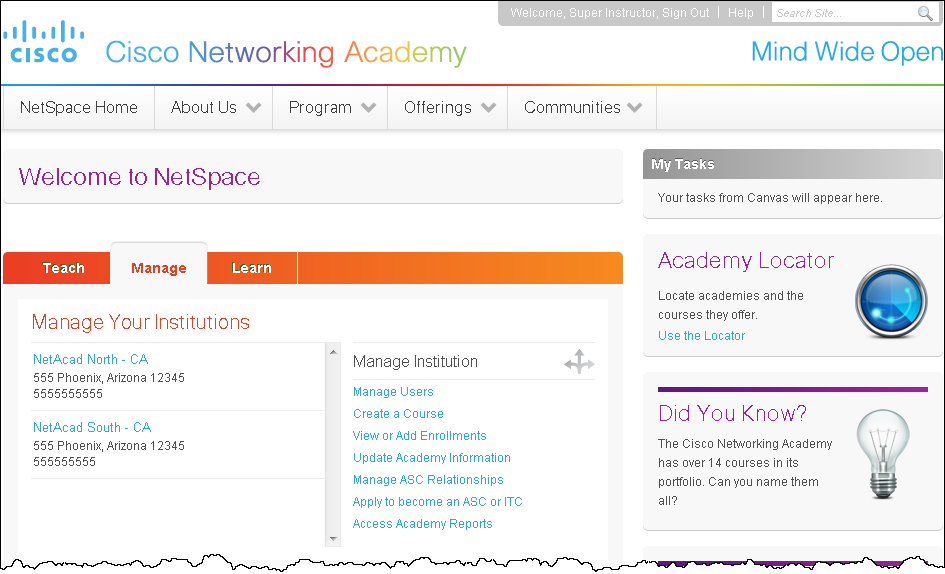 Welcome, Super Instructor, Sign Out | Help |
Search Site...
cisco
Cisco Networking Academy
Mind Wide Open
NetSpace Home
About Us
Program
Offerings
Communities
Welcome to NetSpace
Teach
Manage
Learn
Manage Your Institutions
NetAcad North - CA
555 Phoenix, Arizona 12345
5555555555
NetAcad South - CA
555 Phoenix, Arizona 12345
555555555
Manage Institution
Manage Users
Create a Course
View or Add Enrollments
Update Academy Information
Manage ASC Relationships
Apply to become an ASC or ITC
Access Academy Reports
My Tasks
Your tasks from Canvas will appear here.
Academy Locator
Locate academies and the
courses they offer.
Use the Locator
Did You Know?
The Cisco Networking Academy
has over 14 courses in its
portfolio. Can you name them
all?